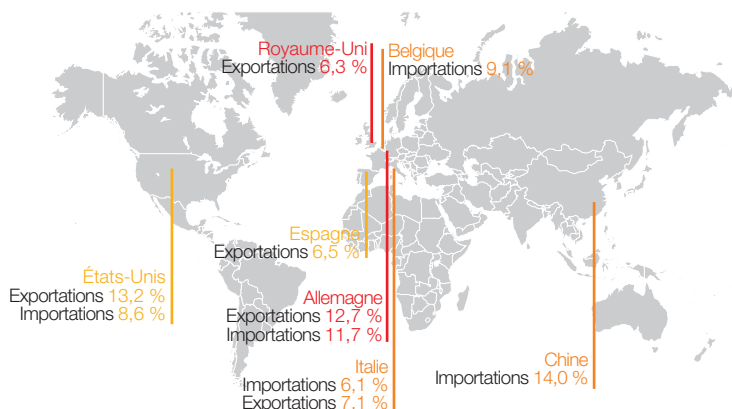 Royaume-Uni
Exportations 6,3 %
Belgique
Importations 9,1 %
Espagne
Exportations 6,5 %
États-Unis
Exportations 13,2 %
Importations 8,6 %
Allemagne
Exportations 12,7 %
Importations 11,7 %
Italie
Importations 6,1 %
Exportations 7,1 %
Chine
Importations 14,0 %